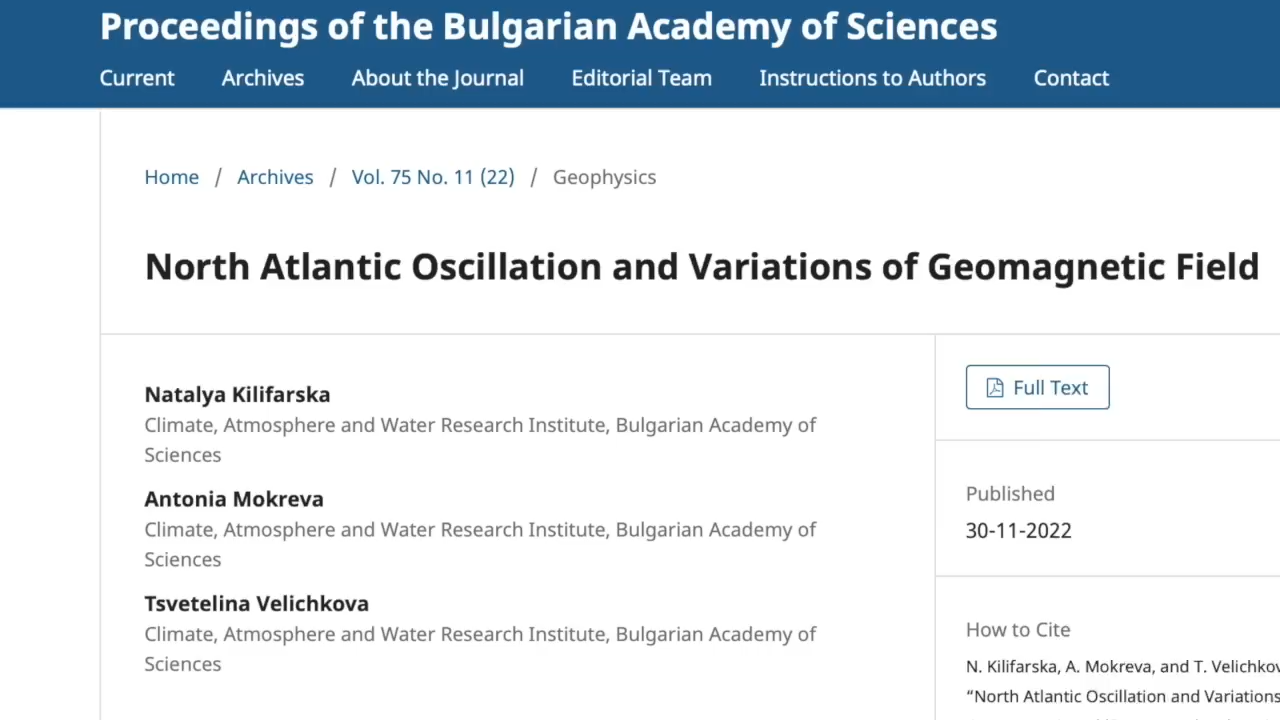 Proceedings of the Bulgarian Academy of Sciences
Current Archives About the Journal Editorial Team Instructions to Authors Contact
Home / Archives / Vol. 75 No. 11 (22) / Geophysics
North Atlantic Oscillation and Variations of Geomagnetic Field
Natalya Kilifarska
Climate, Atmosphere and Water Research Institute, Bulgarian Academy of
Sciences
Antonia Mokreva
Climate, Atmosphere and Water Research Institute, Bulgarian Academy of
Sciences
Tsvetelina Velichkova
Climate, Atmosphere and Water Research Institute, Bulgarian Academy of
Sciences
Full Text
Published
30-11-2022
How to Cite
N. Kilifarska, A. Mokreva, and T. Velichkov
“North Atlantic Oscillation and Variations